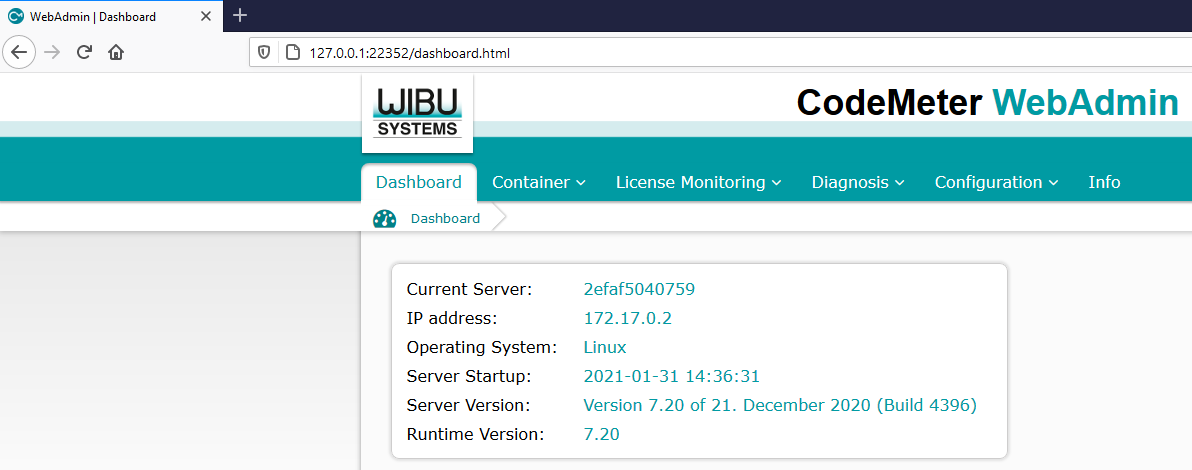 WebAdmin | Dashboard
127.0.0.1:22352/dashboard.html
WIBU
SYSTEMS
CodeMeter WebAdmin
Dashboard Container License Monitoring Diagnosis Configuration Info
Dashboard
Current Server: 2efaf5040759
IP address: 172.17.0.2
Operating System: Linux
Server Startup: 2021-01-31 14:36:31
Server Version: Version 7.20 of 21. December 2020 (Build 4396)
Runtime Version: 7.20